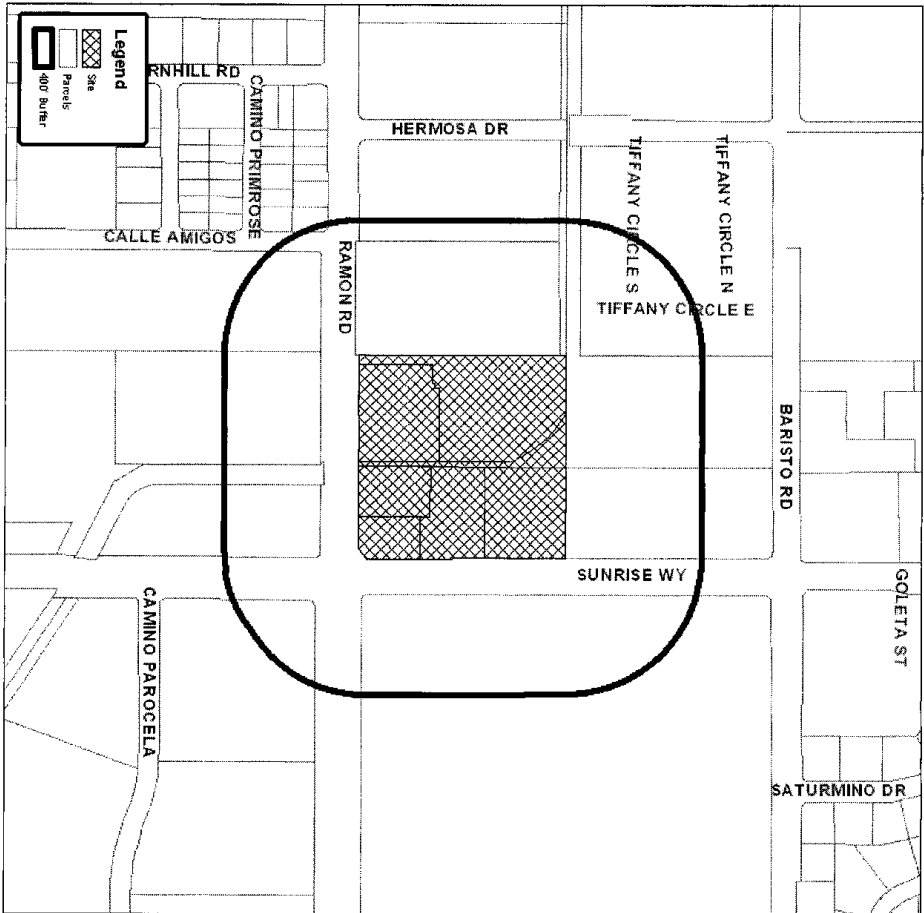 Legend
Site
Parcels
400' Buffer
RNHILL RD
CAMINO PRIMROSE
CALLE AMIGOS
HERMOSA DR
TIFFANY CIRCLE S
TIFFANY CIRCLE N
TIFFANY CIRCLE E
RAMON RD
BARISTO RD
SUNRISE WY
GOLETA ST
CAMINO PAROCELA
SATURMINO DR